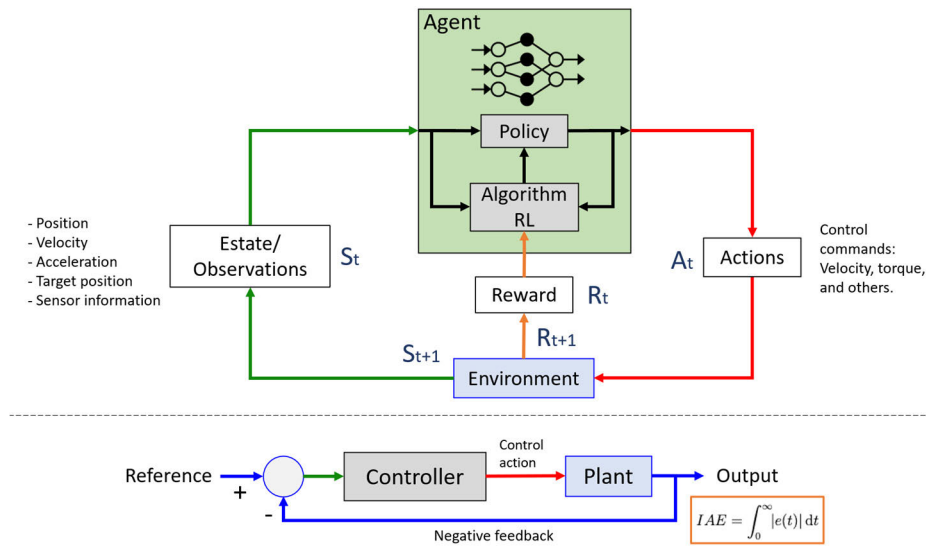 Agent
Policy
Algorithm
RL
- Position
- Velocity
- Acceleration
- Target position
- Sensor information
Estate/
Observations
St
At
Actions
Control
commands:
Velocity, torque,
and others.
Reward
Rt
Rt+1
St+1
Environment
Reference
+
-
Controller
Control
action
Plant
Output
Negative feedback
IAE = ∫₀^∞ |e(t)| dt